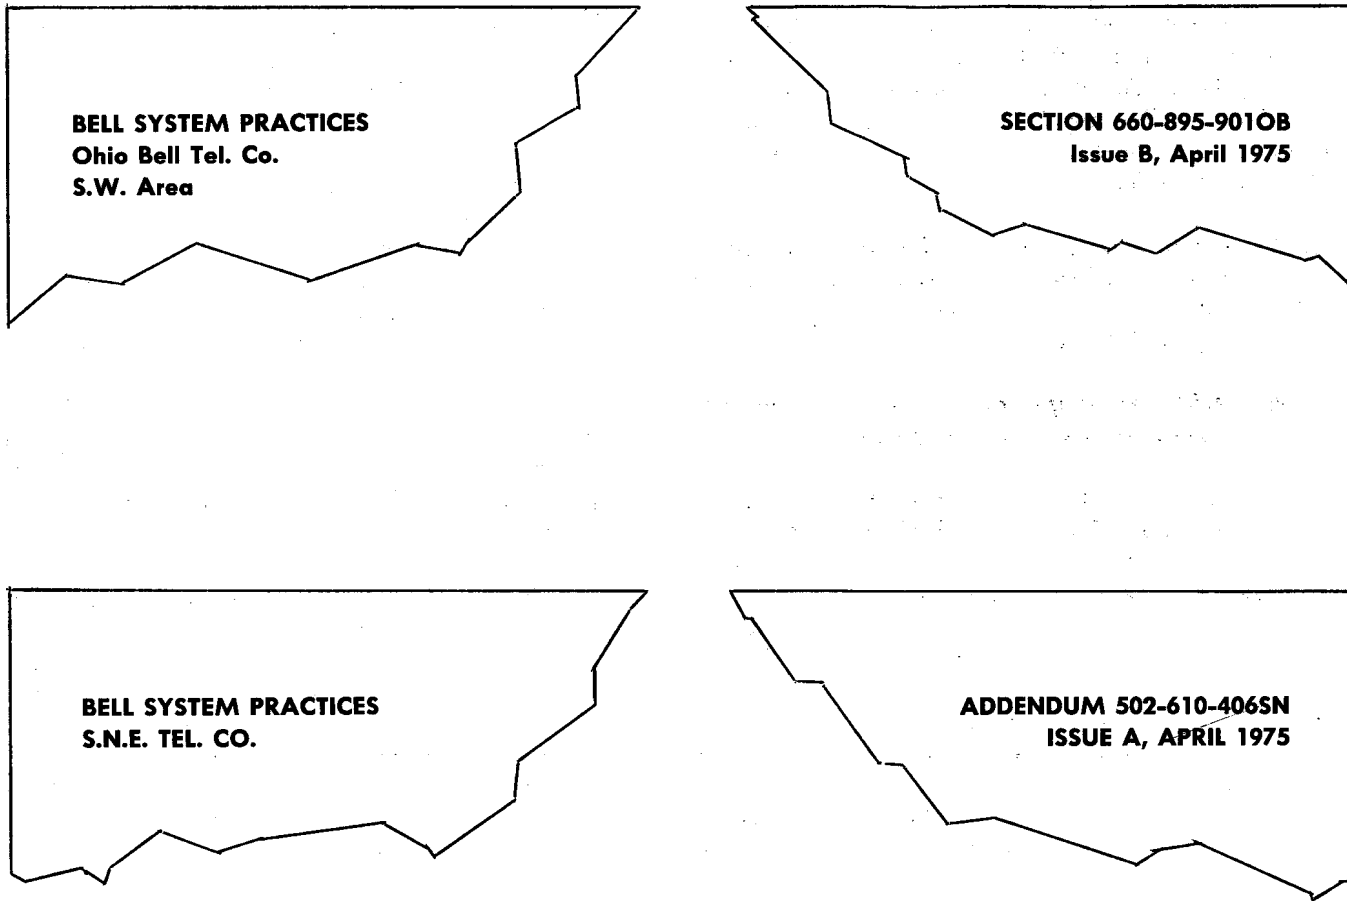 BELL SYSTEM PRACTICES
Ohio Bell Tel. Co.
S.W. Area
SECTION 660-895-901OB
Issue B, April 1975
BELL SYSTEM PRACTICES
S.N.E. TEL. CO.
ADDENDUM 502-610-406SN
ISSUE A, APRIL 1975